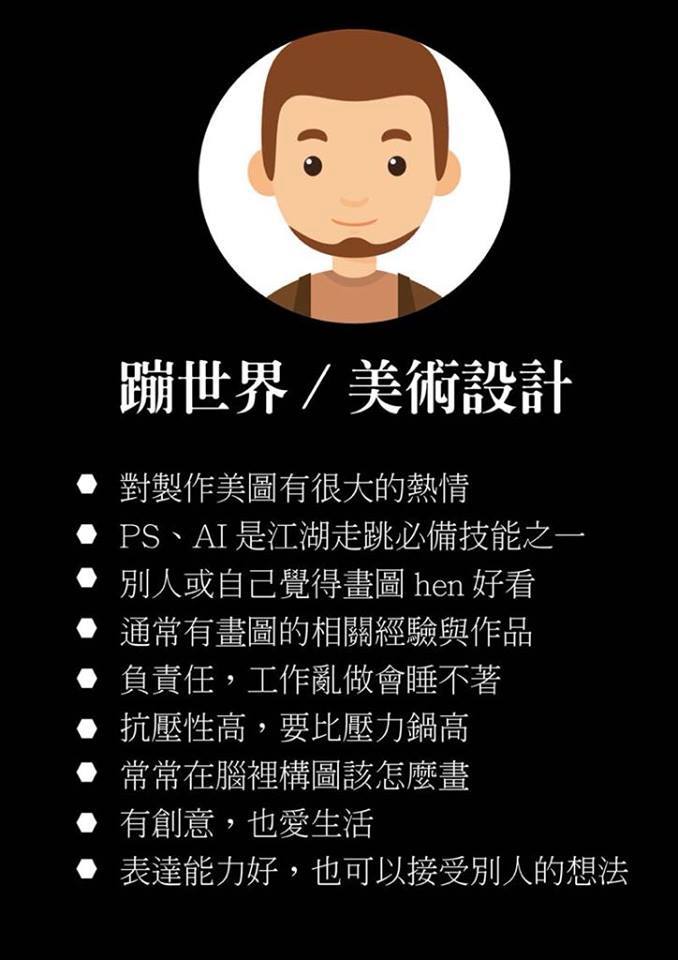 蹦世界 / 美術設計
對製作美圖有很大的熱情
PS、AI 是江湖走跳必備技能之一
別人或自己覺得畫圖 hen 好看
通常有畫圖的相關經驗與作品
負責任，工作亂做會睡不著
抗壓性高，要比壓力鍋高
常常在腦裡構圖該怎麼畫
有創意，也愛生活
表達能力好，也可以接受別人的想法